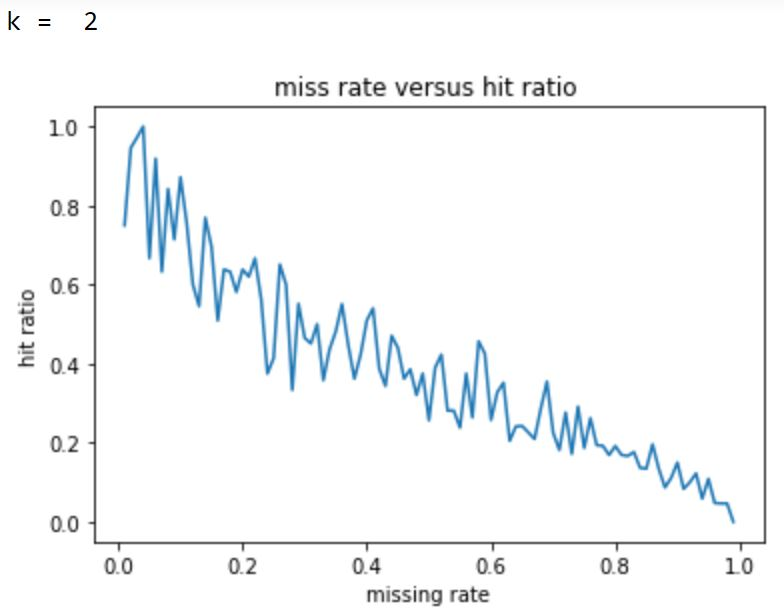 k = 2
miss rate versus hit ratio
1.0
0.8
0.6
0.4
0.2
0.0
hit ratio
0.0 0.2 0.4 0.6 0.8 1.0
missing rate